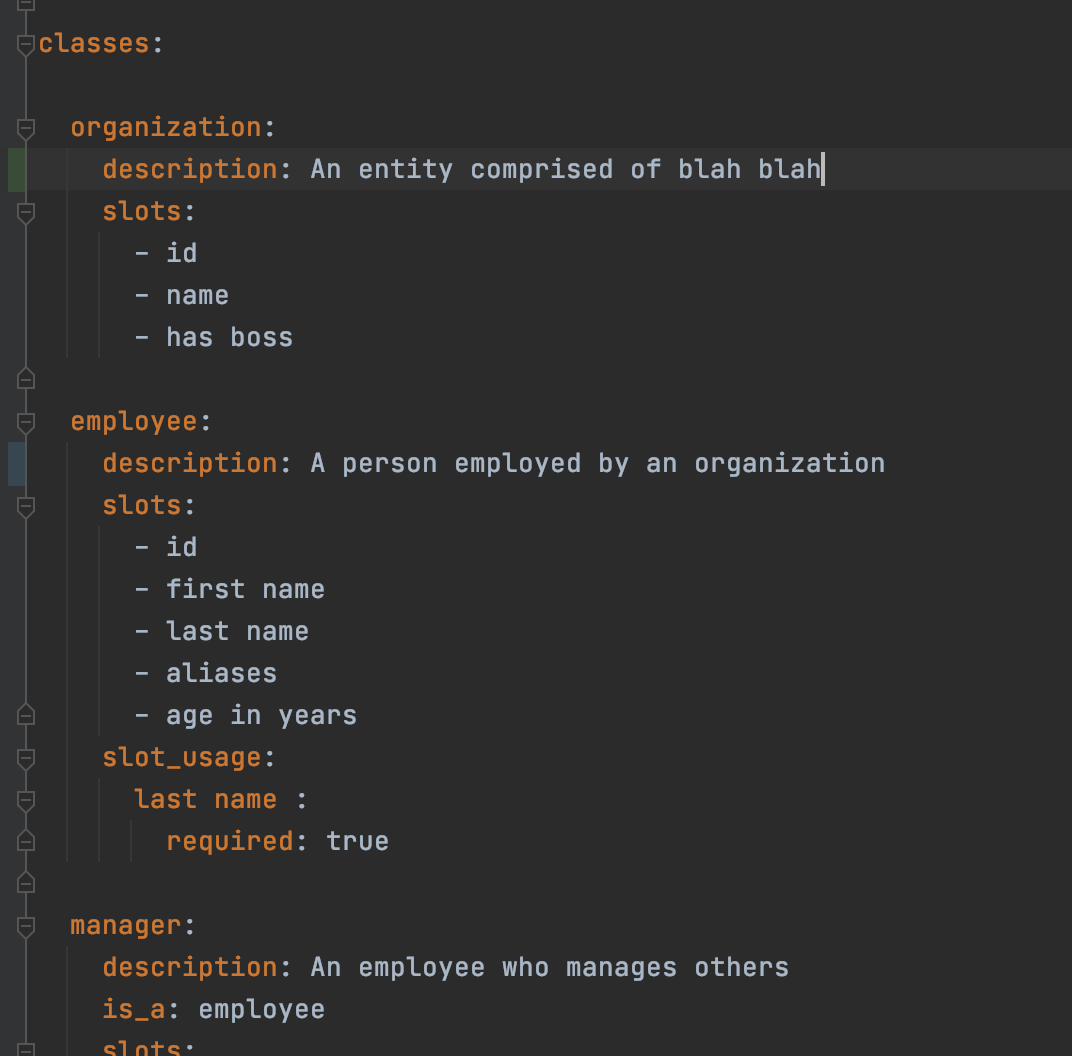 classes:
organization:
description: An entity comprised of blah blah
slots:
- id
- name
- has boss
employee:
description: A person employed by an organization
slots:
- id
- first name
- last name
- aliases
- age in years
slot_usage:
last name :
required: true
manager:
description: An employee who manages others
is_a: employee
slots: